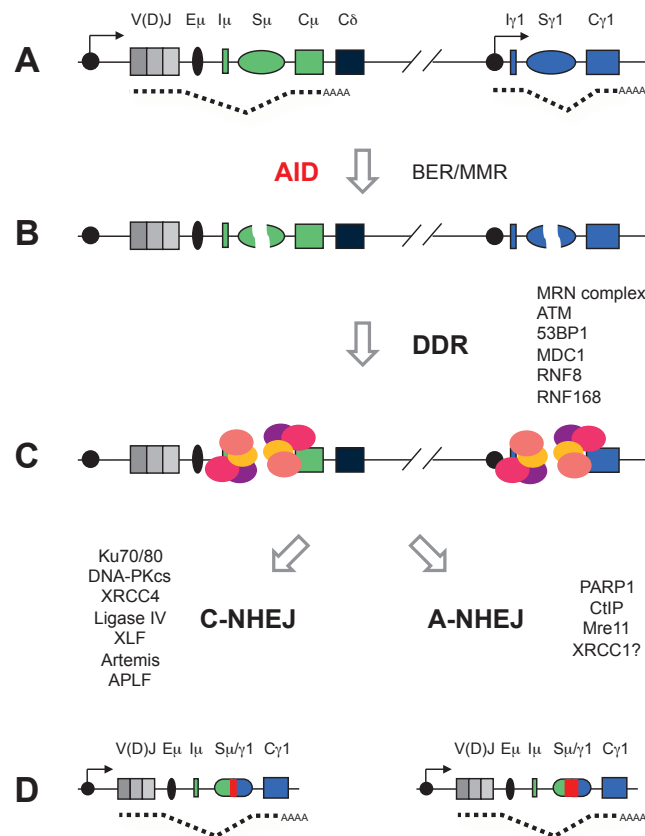 V(D)J Eμ Iμ Sμ Cμ Cδ Iγ1 Sγ1 Cγ1
A
AAAA AAAA
AID BER/MMR
B
MRN complex
ATM
53BP1
DDR MDC1
RNF8
RNF168
C
Ku70/80
DNA-PKcs
XRCC4
Ligase IV
XLF
Artemis
APLF
C-NHEJ
A-NHEJ
PARP1
CtIP
Mre11
XRCC1?
V(D)J Eμ Iμ Sμ/γ1 Cγ1 V(D)J Eμ Iμ Sμ/γ1 Cγ1
D
AAAA AAAA